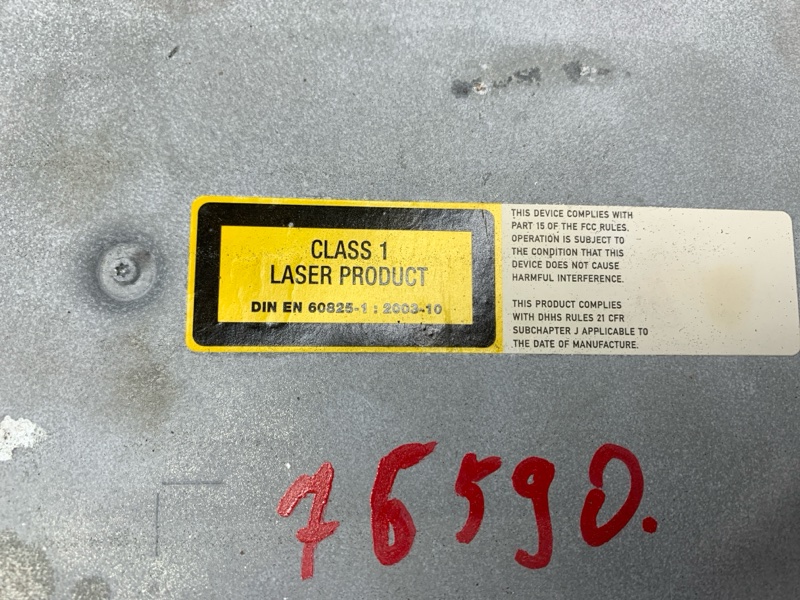 CLASS 1
LASER PRODUCT
DIN EN 60825-1 : 2003-10
THIS DEVICE COMPLIES WITH
PART 15 OF THE FCC RULES.
OPERATION IS SUBJECT TO
THE CONDITION THAT THIS
DEVICE DOES NOT CAUSE
HARMFUL INTERFERENCE.
THIS PRODUCT COMPLIES
WITH DHHS RULES 21 CFR
SUBCHAPTER J APPLICABLE TO
THE DATE OF MANUFACTURE.
76590.